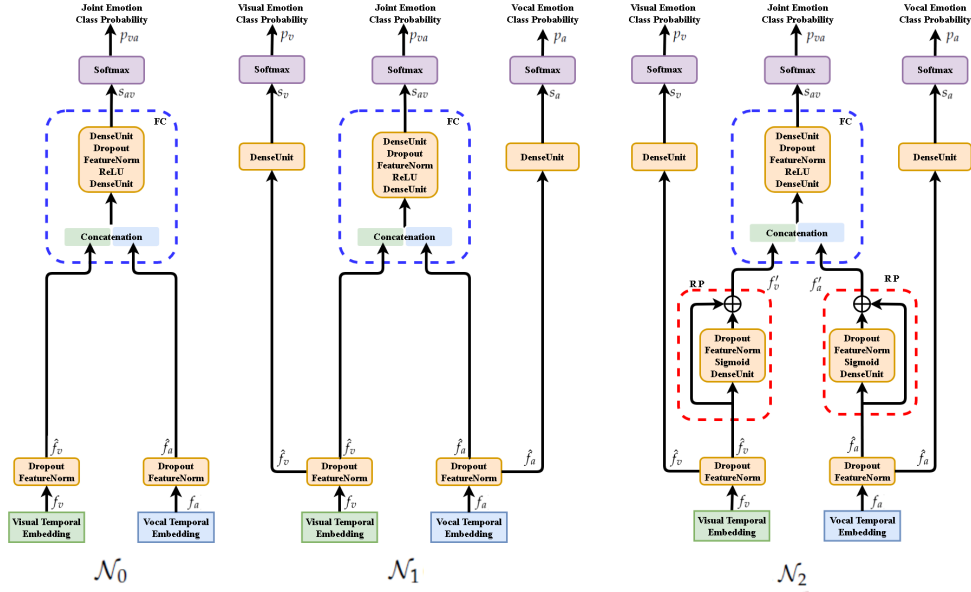 Joint Emotion
Class Probability
p_va
Softmax
s_av
FC
DenseUnit
Dropout
FeatureNorm
ReLU
DenseUnit
Concatenation
f̂_v
f̂_a
Dropout
FeatureNorm
Dropout
FeatureNorm
f_v
f_a
Visual Temporal
Embedding
Vocal Temporal
Embedding
𝒩_0
Visual Emotion
Class Probability
Joint Emotion
Class Probability
Vocal Emotion
Class Probability
p_v
p_va
p_a
Softmax
Softmax
Softmax
s_v
s_av
s_a
FC
DenseUnit
DenseUnit
Dropout
FeatureNorm
ReLU
DenseUnit
DenseUnit
Concatenation
f̂_v
f̂_v
f̂_a
f̂_a
Dropout
FeatureNorm
Dropout
FeatureNorm
f_v
f_a
Visual Temporal
Embedding
Vocal Temporal
Embedding
𝒩_1
Visual Emotion
Class Probability
Joint Emotion
Class Probability
Vocal Emotion
Class Probability
p_v
p_va
p_a
Softmax
Softmax
Softmax
s_v
s_av
s_a
FC
DenseUnit
DenseUnit
Dropout
FeatureNorm
ReLU
DenseUnit
DenseUnit
Concatenation
RP
f′_v
f′_a
RP
Dropout
FeatureNorm
Sigmoid
DenseUnit
Dropout
FeatureNorm
Sigmoid
DenseUnit
f̂_v
f̂_v
f̂_a
f̂_a
Dropout
FeatureNorm
Dropout
FeatureNorm
f_v
f_a
Visual Temporal
Embedding
Vocal Temporal
Embedding
𝒩_2